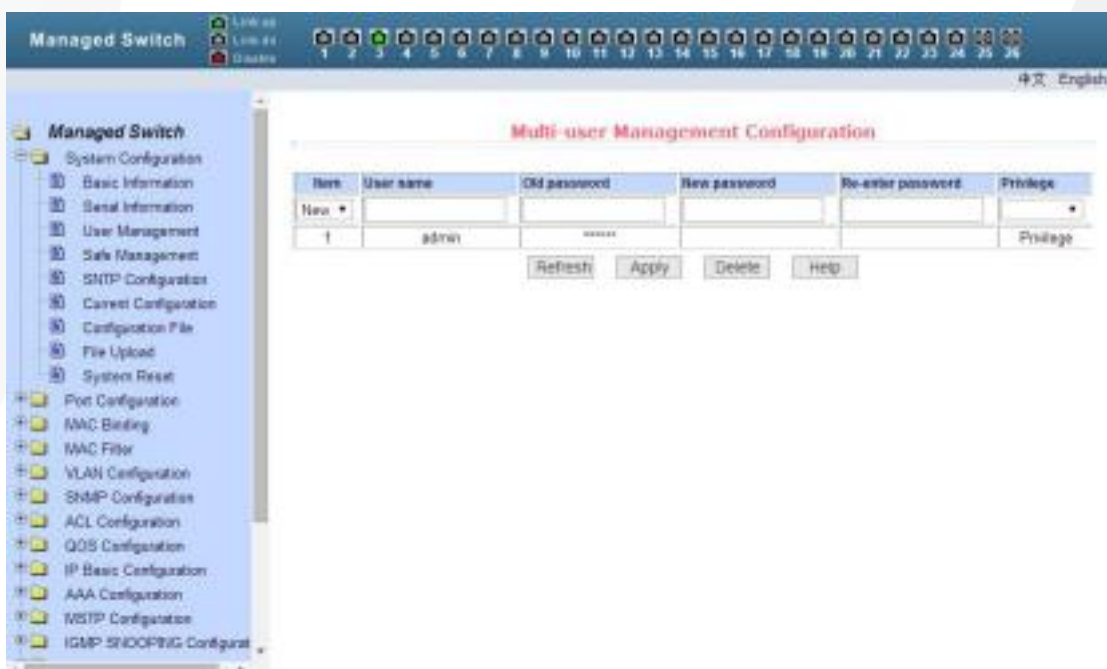 Link up
Managed Switch
Link dn
Disable
1 2 3 4 5 6 7 8 9 10 11 12 13 14 15 16 17 18 19 20 21 22 23 24 25 26
中文 English
Managed Switch
Multi-user Management Configuration
System Configuration
Basic Information
Serial Information
User Management
Safe Management
SNTP Configuration
Current Configuration
Configuration File
File Upload
System Reset
Port Configuration
MAC Binding
MAC Filter
VLAN Configuration
SNMP Configuration
ACL Configuration
QOS Configuration
IP Basic Configuration
AAA Configuration
MSTP Configuration
IGMP SNOOPING Configurat
Item User name Old password New password Re-enter password Privilege
New
1 admin ****** Privilege
Refresh Apply Delete Help